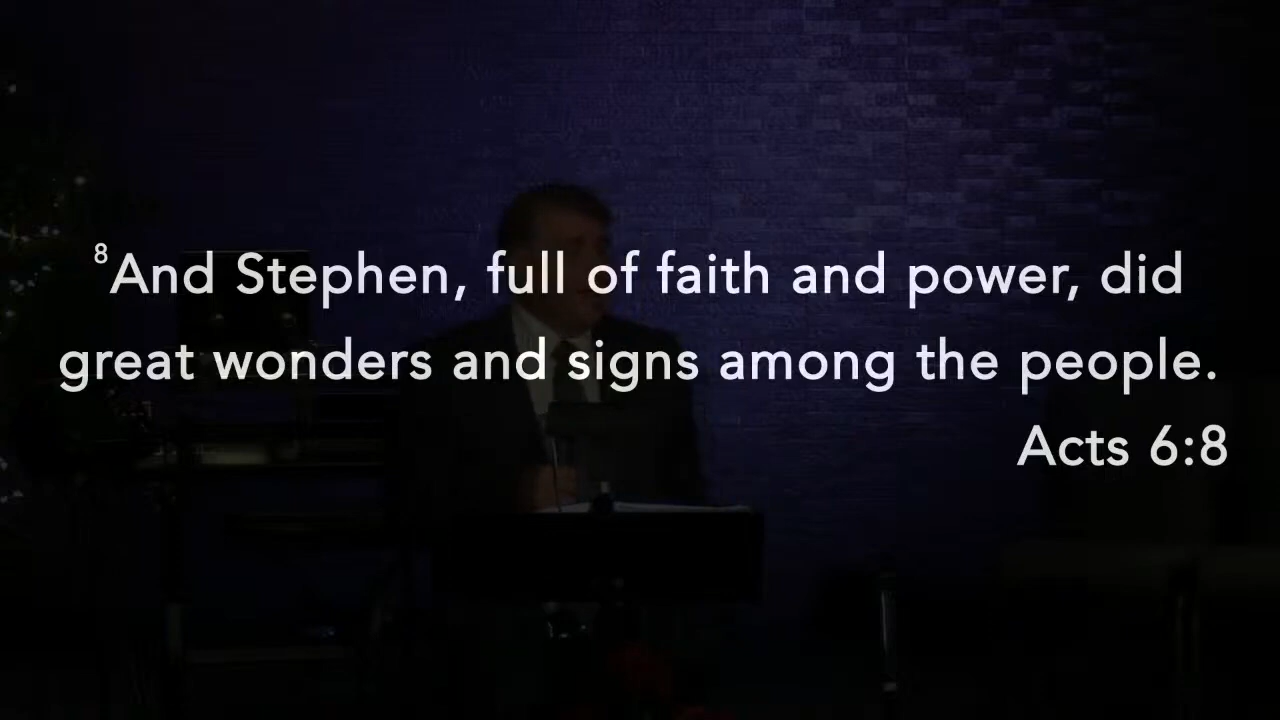 8And Stephen, full of faith and power, did
great wonders and signs among the people.
Acts 6:8